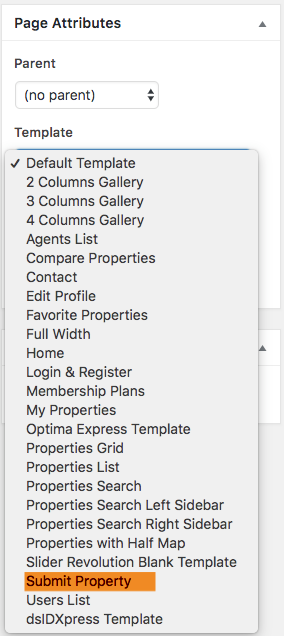 Page Attributes
Parent
(no parent)
Template
Default Template
2 Columns Gallery
3 Columns Gallery
4 Columns Gallery
Agents List
Compare Properties
Contact
Edit Profile
Favorite Properties
Full Width
Home
Login & Register
Membership Plans
My Properties
Optima Express Template
Properties Grid
Properties List
Properties Search
Properties Search Left Sidebar
Properties Search Right Sidebar
Properties with Half Map
Slider Revolution Blank Template
Submit Property
Users List
dsIDXpress Template